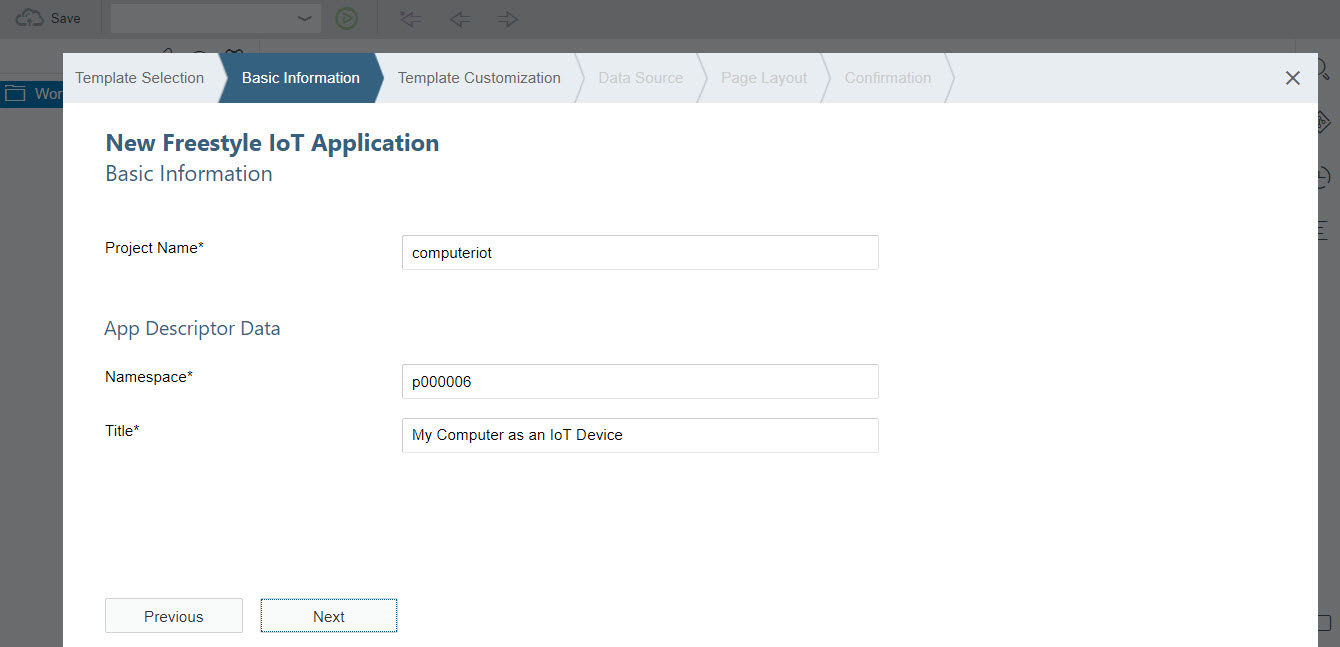 Save
Wor
Template Selection
Basic Information
Template Customization
Data Source
Page Layout
Confirmation
New Freestyle IoT Application
Basic Information
Project Name*
computeriot
App Descriptor Data
Namespace*
p000006
Title*
My Computer as an IoT Device
Previous
Next